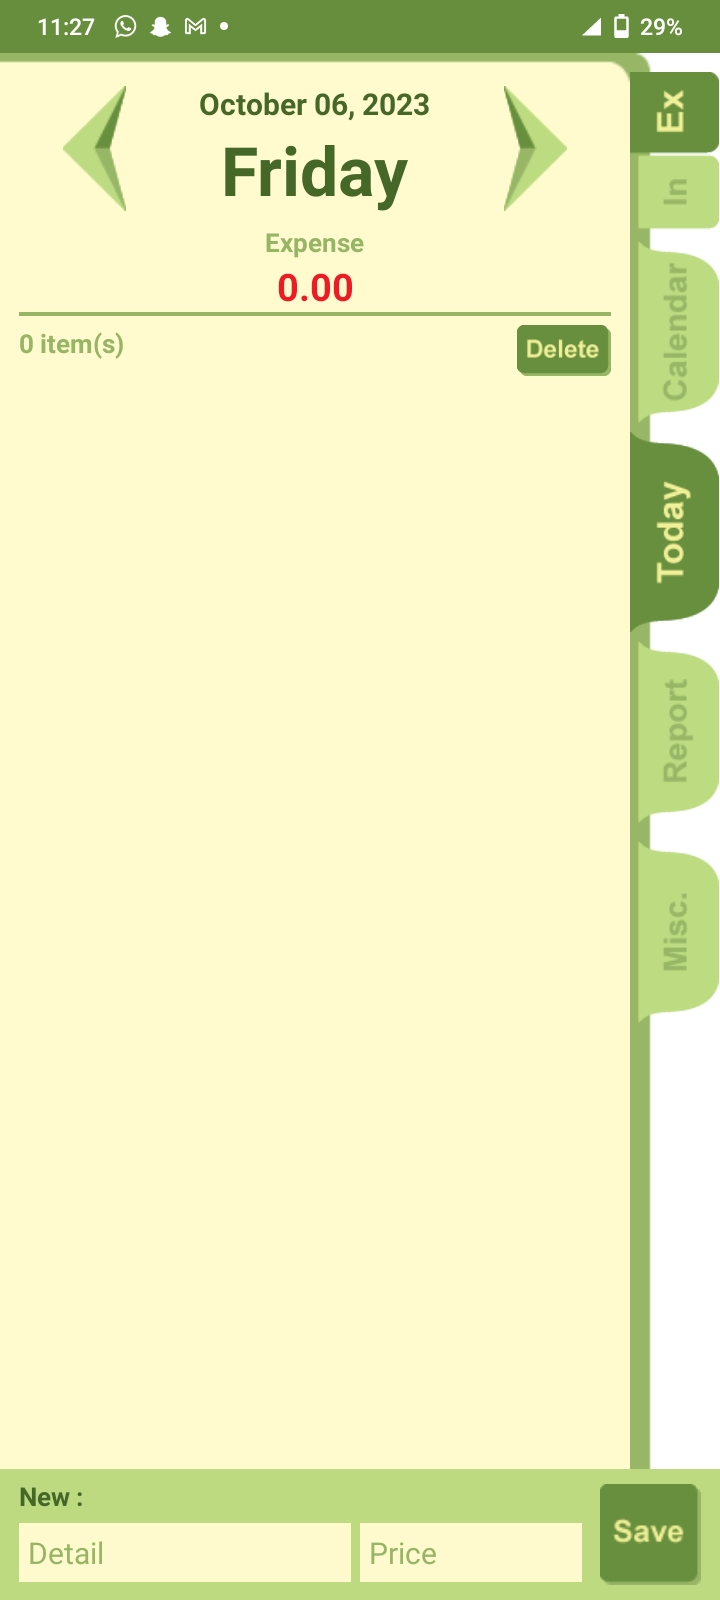 11:27
29%
October 06, 2023
Friday
Expense
0.00
0 item(s)
Delete
Ex
In
Calendar
Today
Report
Misc.
New :
Detail
Price
Save